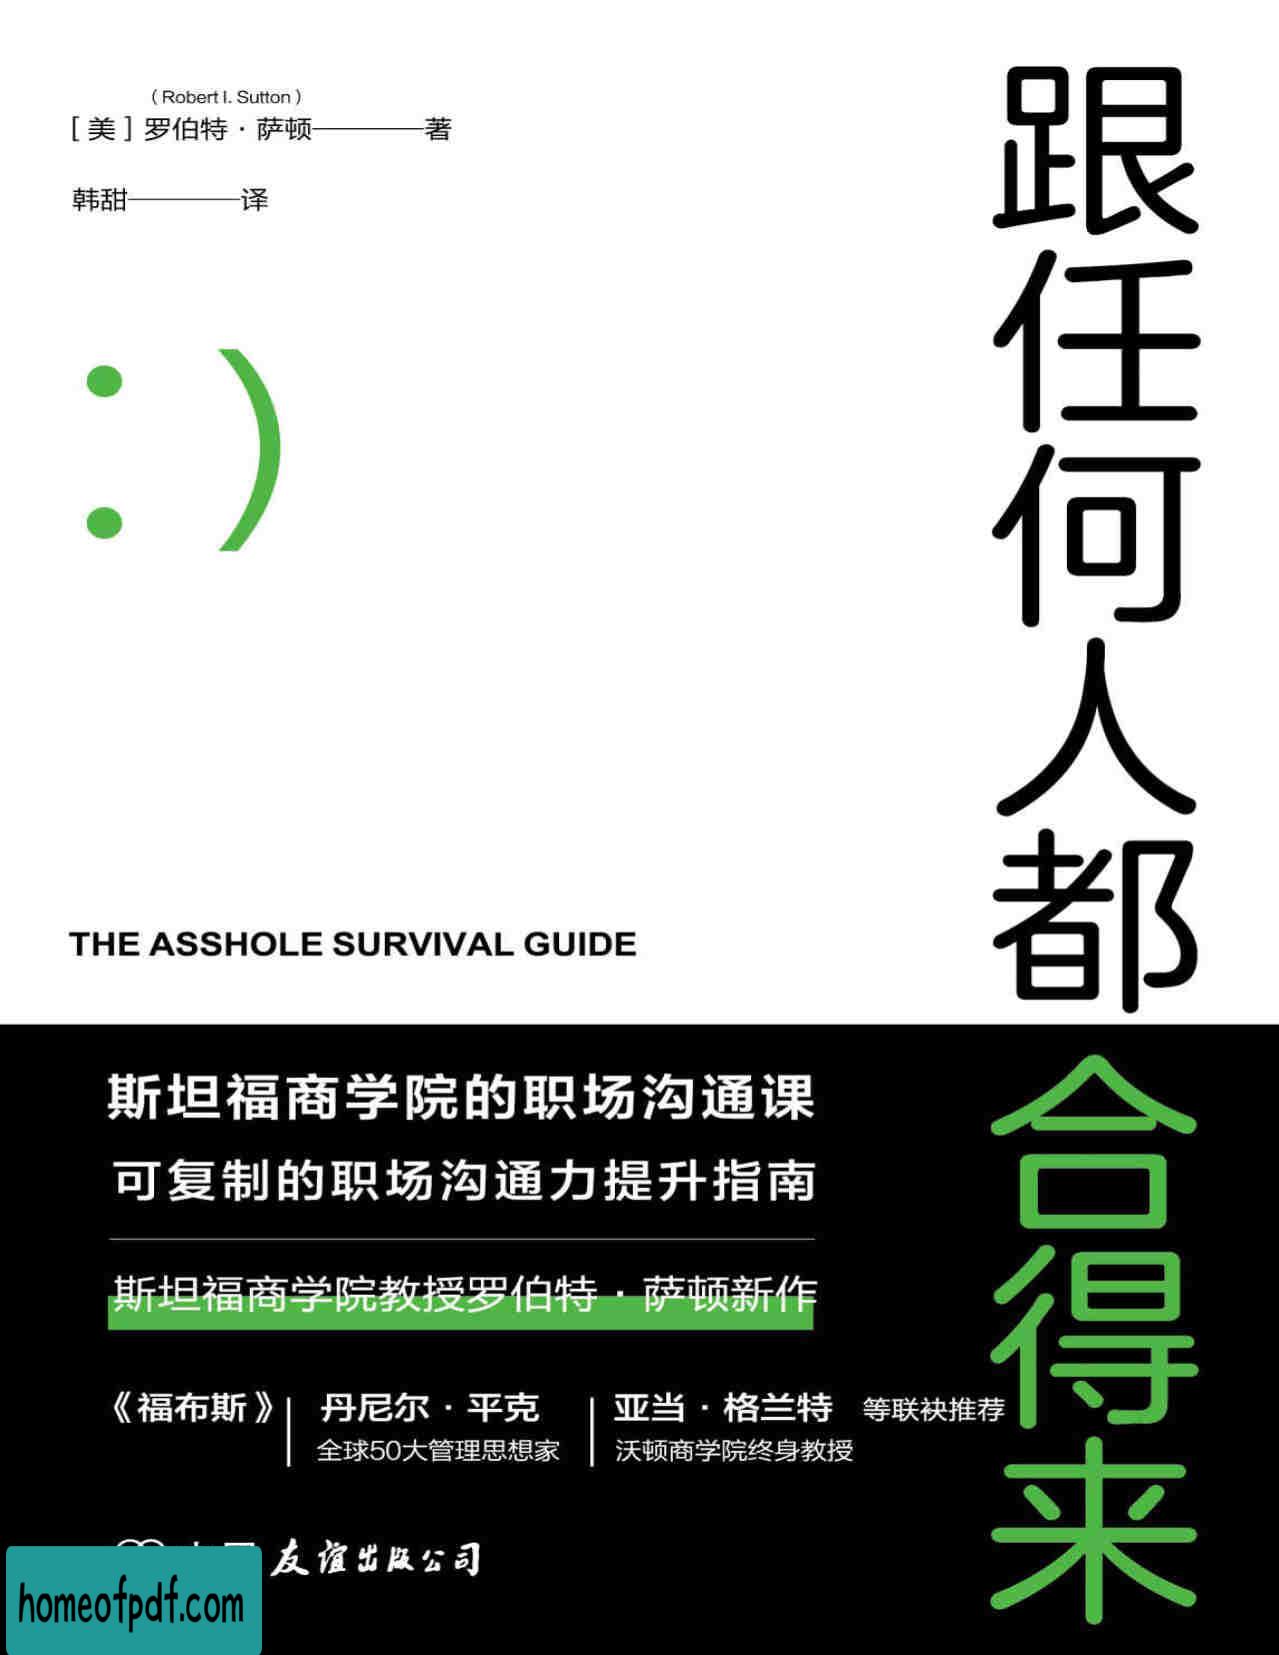 (Robert I. Sutton)
[美]罗伯特·萨顿————著
韩甜————译
:)
跟任何人都合得来
THE ASSHOLE SURVIVAL GUIDE
斯坦福商学院的职场沟通课
可复制的职场沟通力提升指南
斯坦福商学院教授罗伯特·萨顿新作
《福布斯》 丹尼尔·平克 亚当·格兰特 等联袂推荐
全球50大管理思想家 沃顿商学院终身教授
友谊出版公司
homeofpdf.com